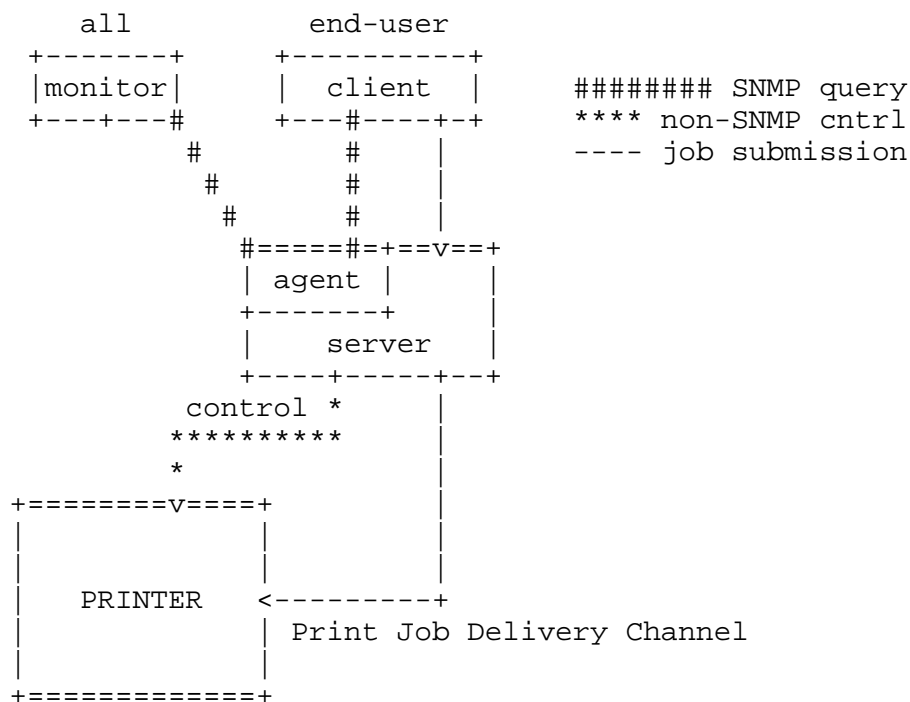 all end-user
monitor client ######## SNMP query
**** non-SNMP cntrl
---- job submission
agent
server
control
PRINTER
Print Job Delivery Channel